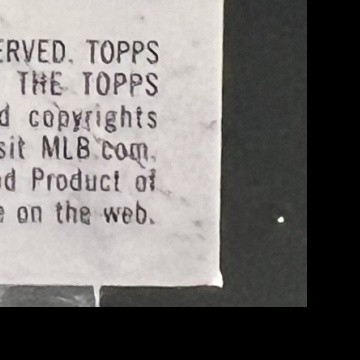 ERVED. TOPPS
THE TOPPS
d copyrights
sit MLB.com.
d Product of
e on the web.